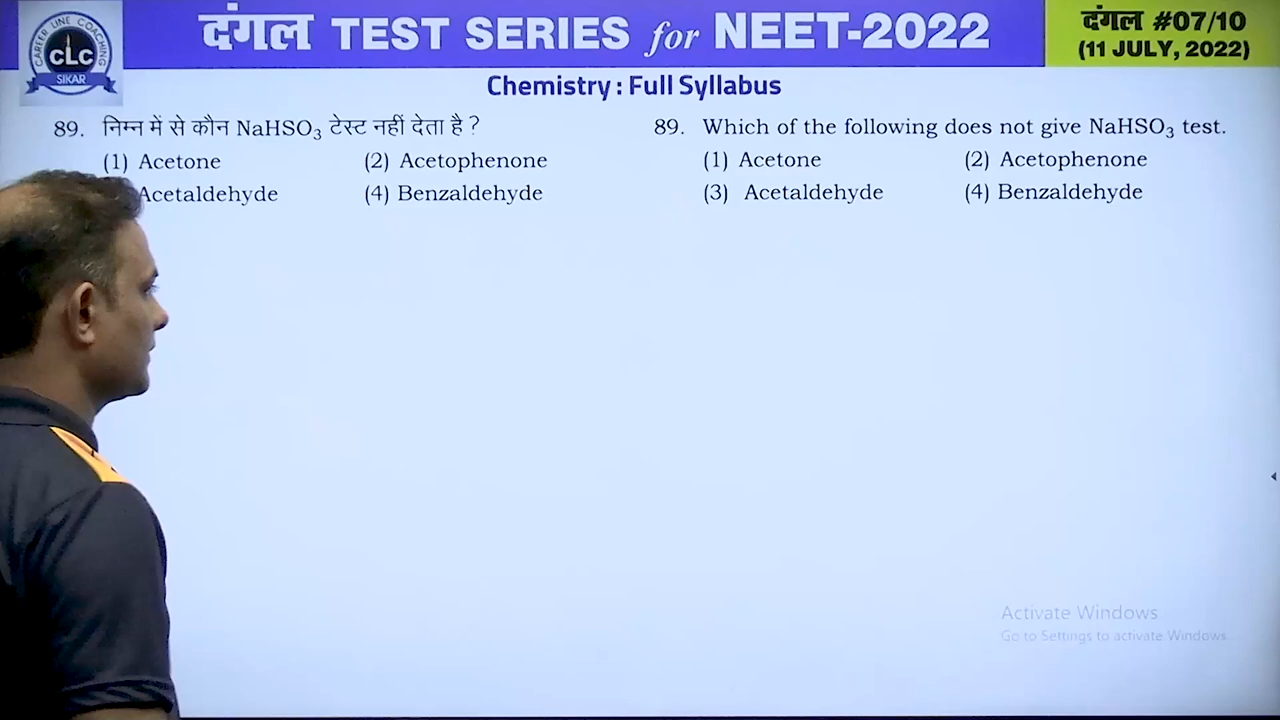 दंगल TEST SERIES for NEET-2022
दंगल #07/10
(11 JULY, 2022)
CAREER LINE COACHING
CLC
SIKAR
Chemistry : Full Syllabus
89. निम्न में से कौन NaHSO₃ टेस्ट नहीं देता है ?
(1) Acetone (2) Acetophenone
Acetaldehyde (4) Benzaldehyde
89. Which of the following does not give NaHSO₃ test.
(1) Acetone (2) Acetophenone
(3) Acetaldehyde (4) Benzaldehyde
Activate Windows
Go to Settings to activate Windows.